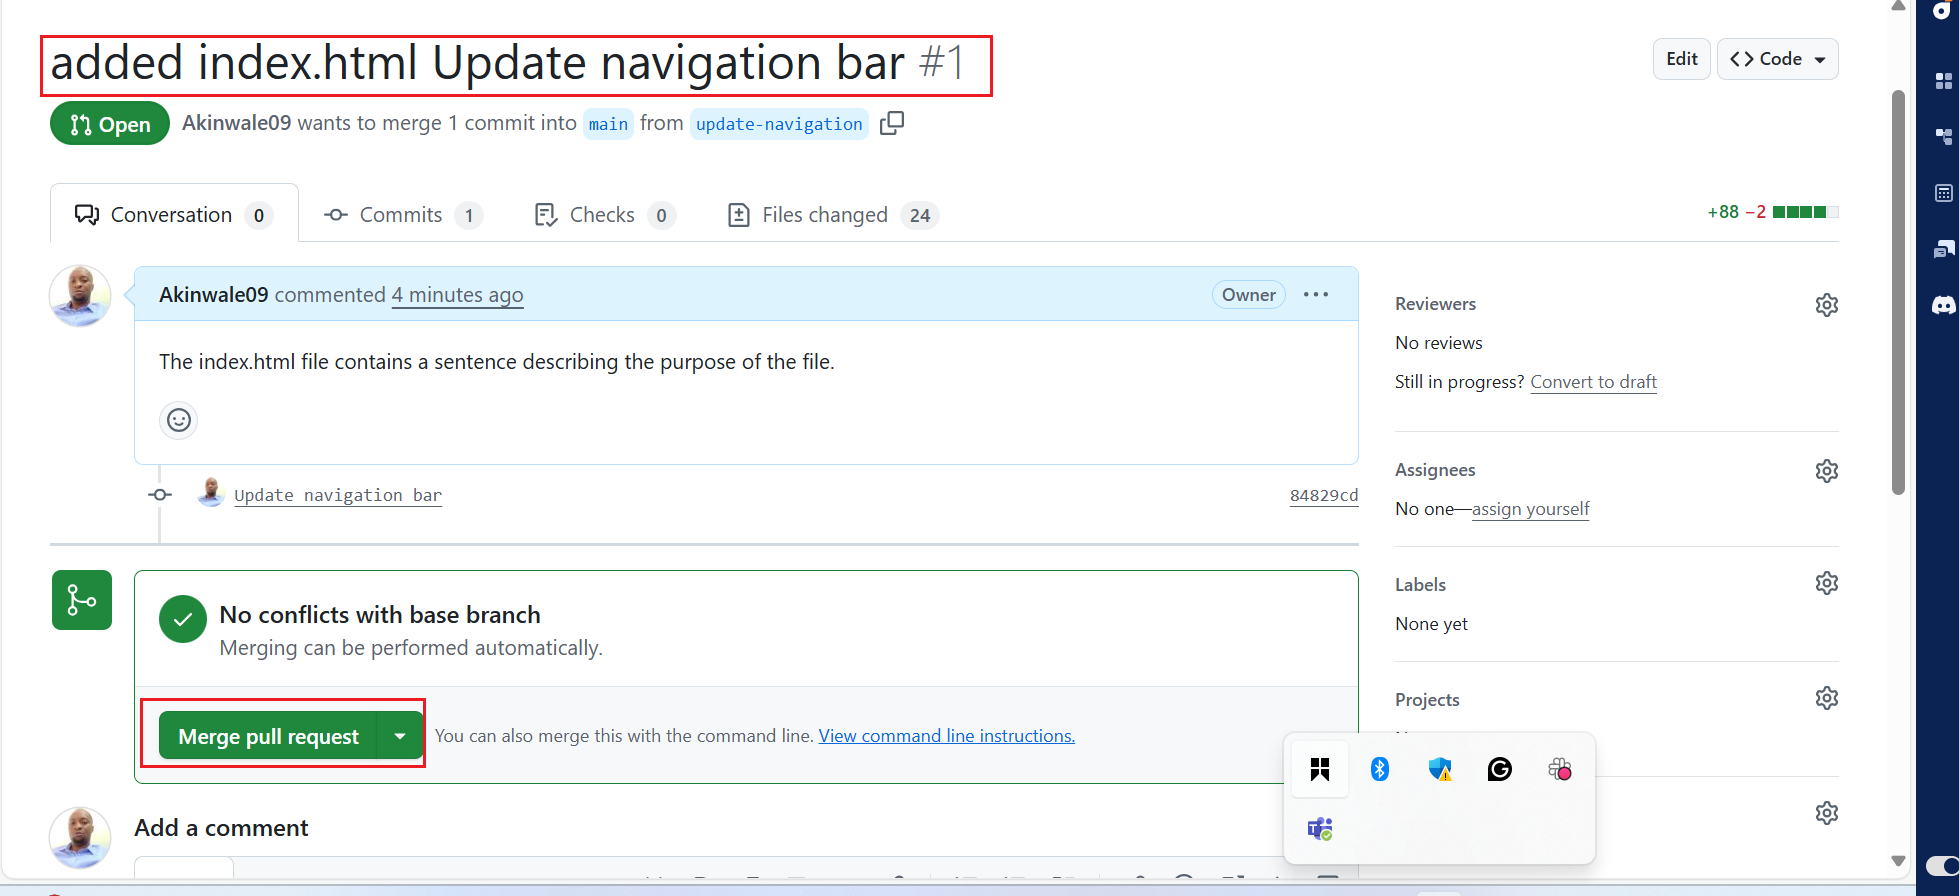 added index.html Update navigation bar #1
Edit
<> Code
Open
Akinwale09 wants to merge 1 commit into main from update-navigation
Conversation 0
Commits 1
Checks 0
Files changed 24
+88 −2
Akinwale09 commented 4 minutes ago
Owner
The index.html file contains a sentence describing the purpose of the file.
Update navigation bar
84829cd
No conflicts with base branch
Merging can be performed automatically.
Merge pull request
You can also merge this with the command line. View command line instructions.
Add a comment
Reviewers
No reviews
Still in progress? Convert to draft
Assignees
No one—assign yourself
Labels
None yet
Projects